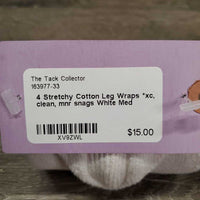 The Tack Collector
163977-33
4 Stretchy Cotton Leg Wraps *xc,
clean, mnr snags White Med
XV9ZWL
$15.00